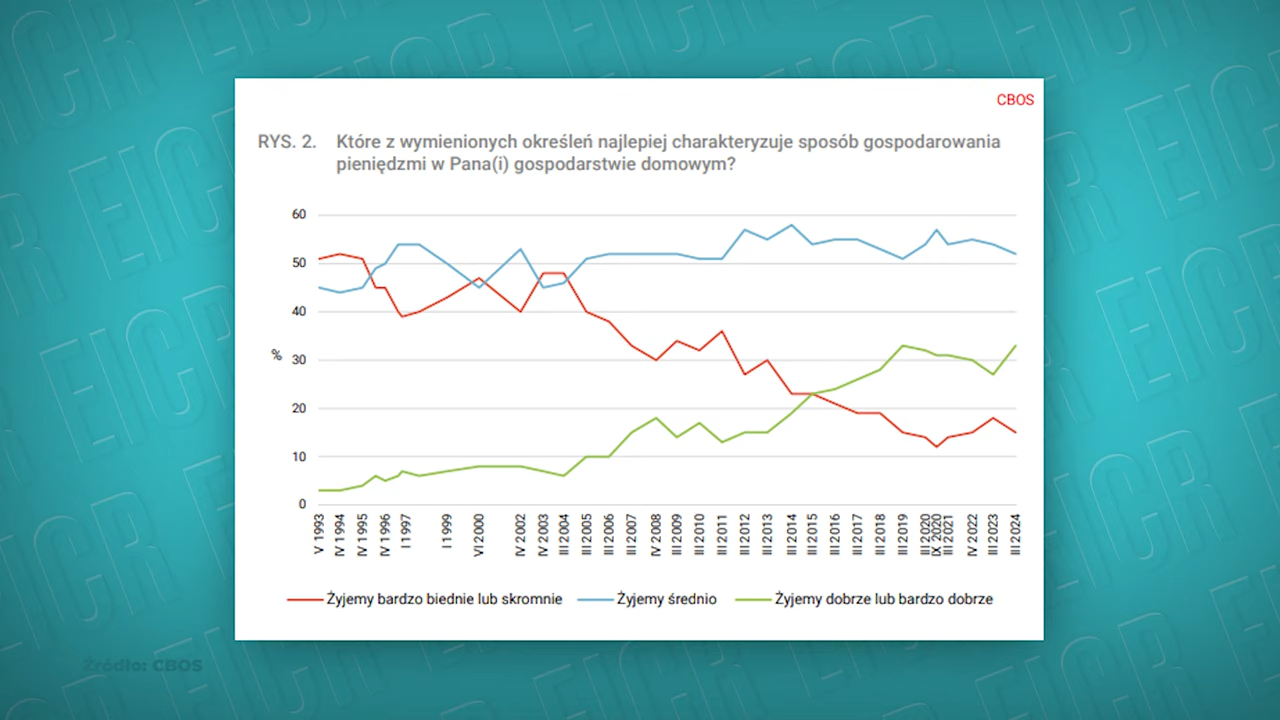 CBOS
RYS. 2. Które z wymienionych określeń najlepiej charakteryzuje sposób gospodarowania
pieniędzmi w Pana(i) gospodarstwie domowym?
60
50
40
30
20
10
0
%
V 1993
IV 1994
IV 1995
IV 1996
I 1997
I 1999
VI 2000
IV 2002
IV 2003
III 2004
III 2005
III 2006
III 2007
IV 2008
III 2009
III 2010
III 2011
III 2012
III 2013
III 2014
III 2015
III 2016
III 2017
III 2018
III 2019
III 2020
IX 2020
III 2021
IV 2022
III 2023
III 2024
Żyjemy bardzo biednie lub skromnie Żyjemy średnio Żyjemy dobrze lub bardzo dobrze
Źródło: CBOS